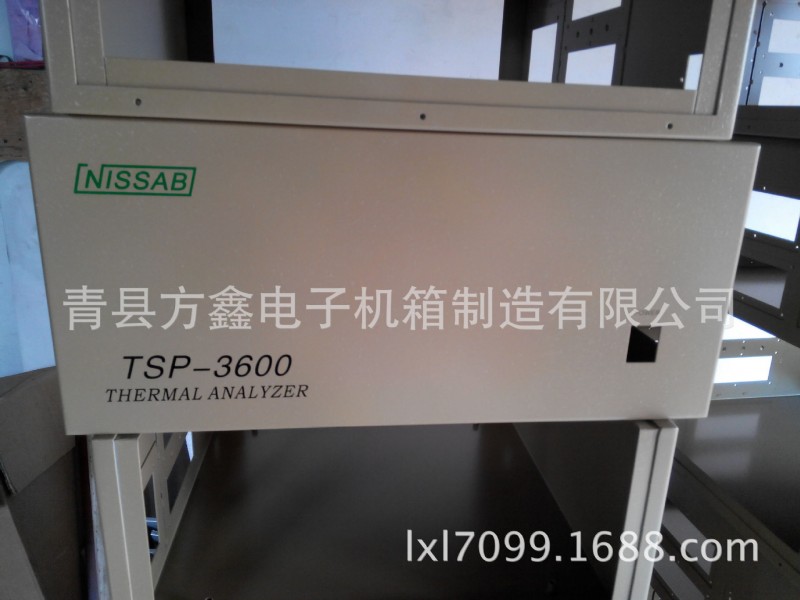 NISSAB
青县方鑫电子机箱制造有限公司
TSP-3600
THERMAL ANALYZER
lxl7099.1688.com